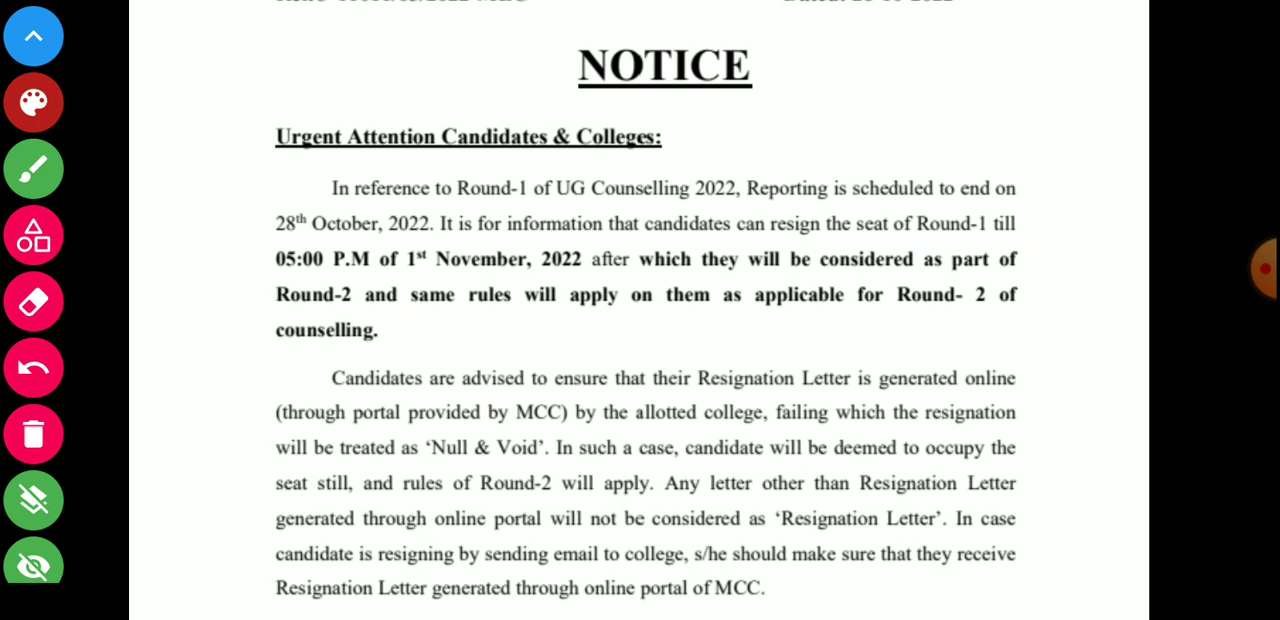 NOTICE
Urgent Attention Candidates & Colleges:
In reference to Round-1 of UG Counselling 2022, Reporting is scheduled to end on
28th October, 2022. It is for information that candidates can resign the seat of Round-1 till
05:00 P.M of 1st November, 2022 after which they will be considered as part of
Round-2 and same rules will apply on them as applicable for Round- 2 of
counselling.
Candidates are advised to ensure that their Resignation Letter is generated online
(through portal provided by MCC) by the allotted college, failing which the resignation
will be treated as ‘Null & Void’. In such a case, candidate will be deemed to occupy the
seat still, and rules of Round-2 will apply. Any letter other than Resignation Letter
generated through online portal will not be considered as ‘Resignation Letter’. In case
candidate is resigning by sending email to college, s/he should make sure that they receive
Resignation Letter generated through online portal of MCC.